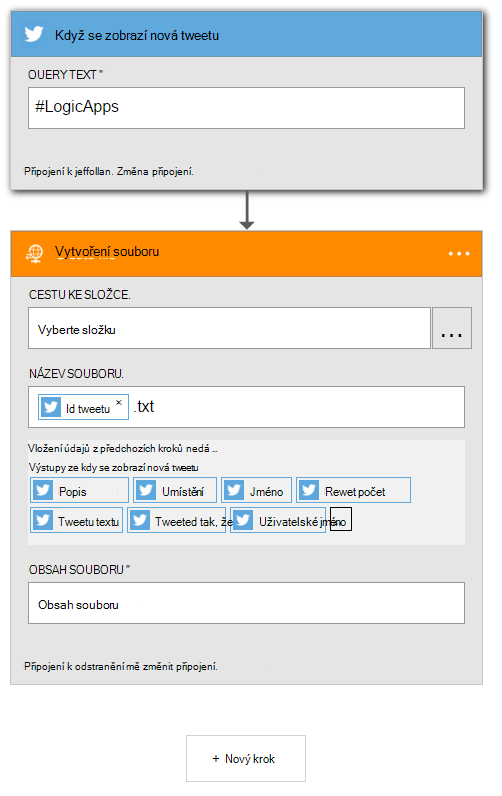 Když se zobrazí nová tweetu
OUERY TEXT *
#LogicApps
Připojení k jeffollan. Změna připojení.
Vytvoření souboru
...
CESTU KE SLOŽCE.
Vyberte složku
...
NÁZEV SOUBORU.
Id tweetu × .txt
Vložení údajů z předchozích kroků nedá ...
Výstupy ze kdy se zobrazí nová tweetu
Popis Umístění Jméno Rewet počet
Tweetu textu Tweeted tak, že Uživatelské jméno
OBSAH SOUBORU *
Obsah souboru
Připojení k odstranění mě změnit připojení.
+ Nový krok